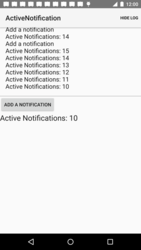 12:00
ActiveNotification
HIDE LOG
Add a notification
Active Notifications: 14
Add a notification
Active Notifications: 15
Active Notifications: 14
Active Notifications: 13
Active Notifications: 12
Active Notifications: 11
Active Notifications: 10
ADD A NOTIFICATION
Active Notifications: 10